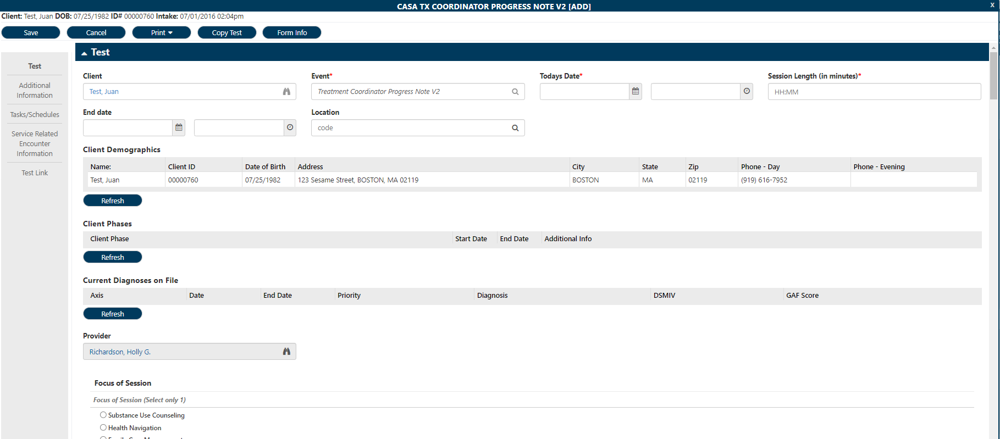 CASA TX COORDINATOR PROGRESS NOTE V2 [ADD]
X
Client: Test, Juan DOB: 07/25/1982 ID# 00000760 Intake: 07/01/2016 02:04pm
Save Cancel Print Copy Test Form Info
Test
Additional
Information
Tasks/Schedules
Service Related
Encounter
Information
Test Link
Test
Client Event* Todays Date* Session Length (in minutes)*
Test, Juan Treatment Coordinator Progress Note V2 HH:MM
End date Location
code
Client Demographics
Name: Client ID Date of Birth Address City State Zip Phone - Day Phone - Evening
Test, Juan 00000760 07/25/1982 123 Sesame Street, BOSTON, MA 02119 BOSTON MA 02119 (919) 616-7952
Refresh
Client Phases
Client Phase Start Date End Date Additional Info
Refresh
Current Diagnoses on File
Axis Date End Date Priority Diagnosis DSMIV GAF Score
Refresh
Provider
Richardson, Holly G.
Focus of Session
Focus of Session (Select only 1)
Substance Use Counseling
Health Navigation